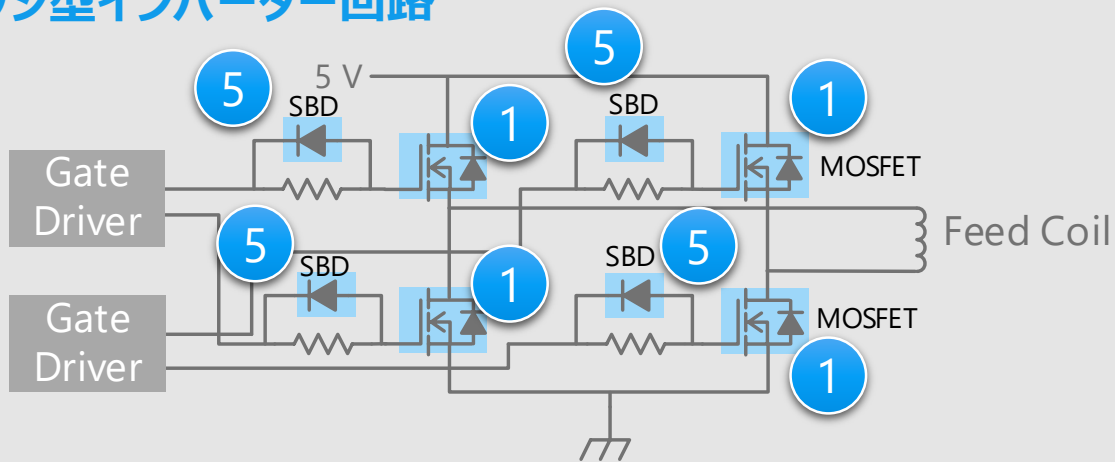 型インバーター回路
5
5 V
5
1
SBD
1
SBD
Gate
Driver
MOSFET
5
SBD
5
SBD
1
Feed Coil
Gate
Driver
MOSFET
1